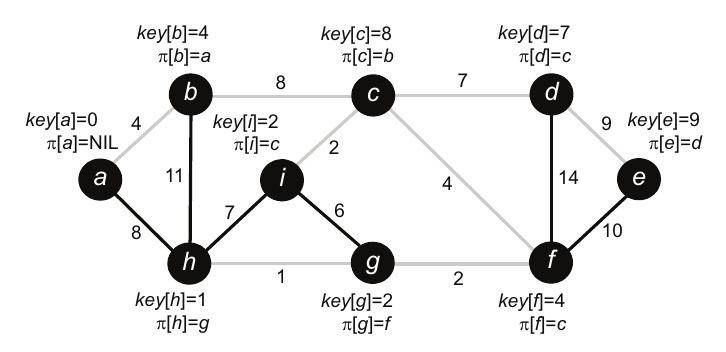 key[b]=4
π[b]=a
key[c]=8
π[c]=b
key[d]=7
π[d]=c
b
8
c
7
d
key[a]=0
π[a]=NIL
4
key[i]=2
π[i]=c
2
9
key[e]=9
π[e]=d
a
11
i
4
14
e
8
7
6
10
h
1
g
2
f
key[h]=1
π[h]=g
key[g]=2
π[g]=f
key[f]=4
π[f]=c